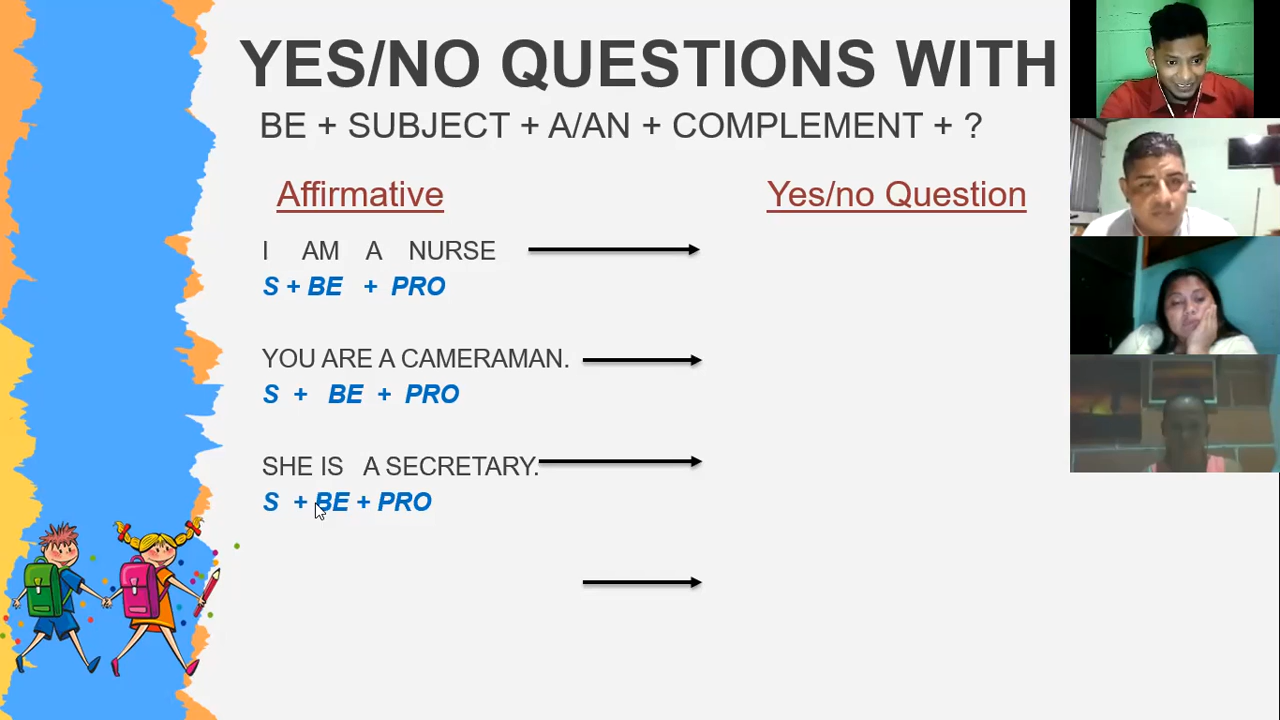 YES/NO QUESTIONS WITH
BE + SUBJECT + A/AN + COMPLEMENT + ?
Affirmative
Yes/no Question
I AM A NURSE
S + BE + PRO
YOU ARE A CAMERAMAN.
S + BE + PRO
SHE IS A SECRETARY.
S + BE + PRO